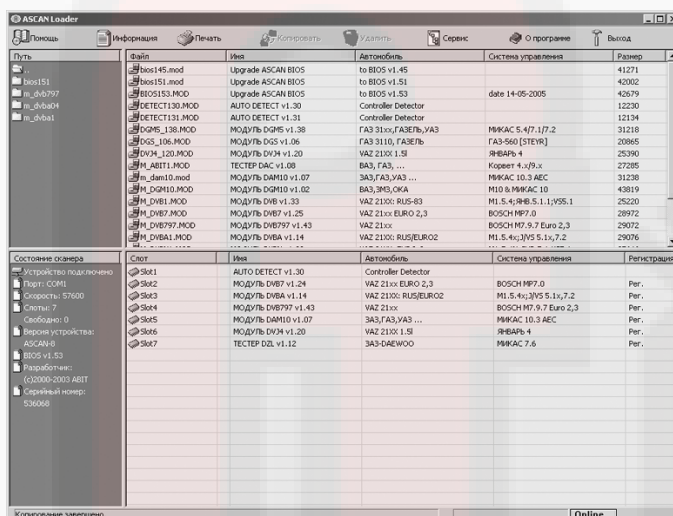 ASCAN Loader
Помощь Информация Печать Копировать Удалить Сервис О программе Выход
Путь Файл Имя Автомобиль Система управления Размер
.. bios145.mod Upgrade ASCAN BIOS to BIOS v1.45 41271
bios151 bios151.mod Upgrade ASCAN BIOS to BIOS v1.51 42002
m_dvb797 BIOS153.MOD Upgrade ASCAN BIOS to BIOS v1.53 date 14-05-2005 42679
m_dvba04 DETECT130.MOD AUTO DETECT v1.30 Controller Detector 12230
m_dvba1 DETECT131.MOD AUTO DETECT v1.31 Controller Detector 12134
DGM5_138.MOD МОДУЛЬ DGM5 v1.38 ГАЗ 31xx,ГАЗЕЛЬ,УАЗ МИКАС 5.4/7.1/7.2 31218
DG5_106.MOD МОДУЛЬ DG5 v1.06 ГАЗ 3110, ГАЗЕЛЬ ГАЗ-560 [STEYR] 20865
DVJ4_120.MOD МОДУЛЬ DVJ4 v1.20 VAZ 21XX 1.5l ЯНВАРЬ 4 25390
M_ABIT1.MOD ТЕСТЕР DAC v1.08 ВАЗ, ГАЗ, ... Корвет 4.x/9.x 27285
m_dam10.mod МОДУЛЬ DAM10 v1.07 ЗАЗ,ГАЗ,УАЗ ... МИКАС 10.3 АЕС 31238
M_DGM10.MOD МОДУЛЬ DGM10 v1.02 ВАЗ,ЗМЗ,ОКА M10 & МИКАС 10 43819
M_DVB1.MOD МОДУЛЬ DVB v1.33 VAZ 21XX: RUS-83 M1.5.4;ЯНВ.5.1.1;VS5.1 25220
M_DVB7.MOD МОДУЛЬ DVB7 v1.25 VAZ 21xx EURO 2,3 BOSCH MP7.0 28972
M_DVB797.MOD МОДУЛЬ DVB797 v1.43 VAZ 21xx BOSCH M7.9.7 Euro 2,3 29072
M_DVBA1.MOD МОДУЛЬ DVBA v1.14 VAZ 21XX: RUS/EURO2 M1.5.4x;J/VS 5.1x,7.2 29076
Состояние сканера Слот Имя Автомобиль Система управления Регистрация
Устройство подключено Slot1 AUTO DETECT v1.30 Controller Detector
Порт: COM1 Slot2 МОДУЛЬ DVB7 v1.24 VAZ 21xx EURO 2,3 BOSCH MP7.0 Рег.
Скорость: 57600 Slot3 МОДУЛЬ DVBA v1.14 VAZ 21XX: RUS/EURO2 M1.5.4x;J/VS 5.1x,7.2 Рег.
Слоты: 7 Slot4 МОДУЛЬ DVB797 v1.43 VAZ 21xx BOSCH M7.9.7 Euro 2,3 Рег.
Свободно: 0 Slot5 МОДУЛЬ DAM10 v1.07 ЗАЗ,ГАЗ,УАЗ ... МИКАС 10.3 АЕС Рег.
Версия устройства: Slot6 МОДУЛЬ DVJ4 v1.20 VAZ 21XX 1.5l ЯНВАРЬ 4 Рег.
ASCAN-8 Slot7 ТЕСТЕР DZL v1.12 ЗАЗ-DAEWOO МИКАС 7.6 Рег.
BIOS v1.53
Разработчик:
(c)2000-2003 ABIT
Серийный номер:
536068
Копирование завершено Online